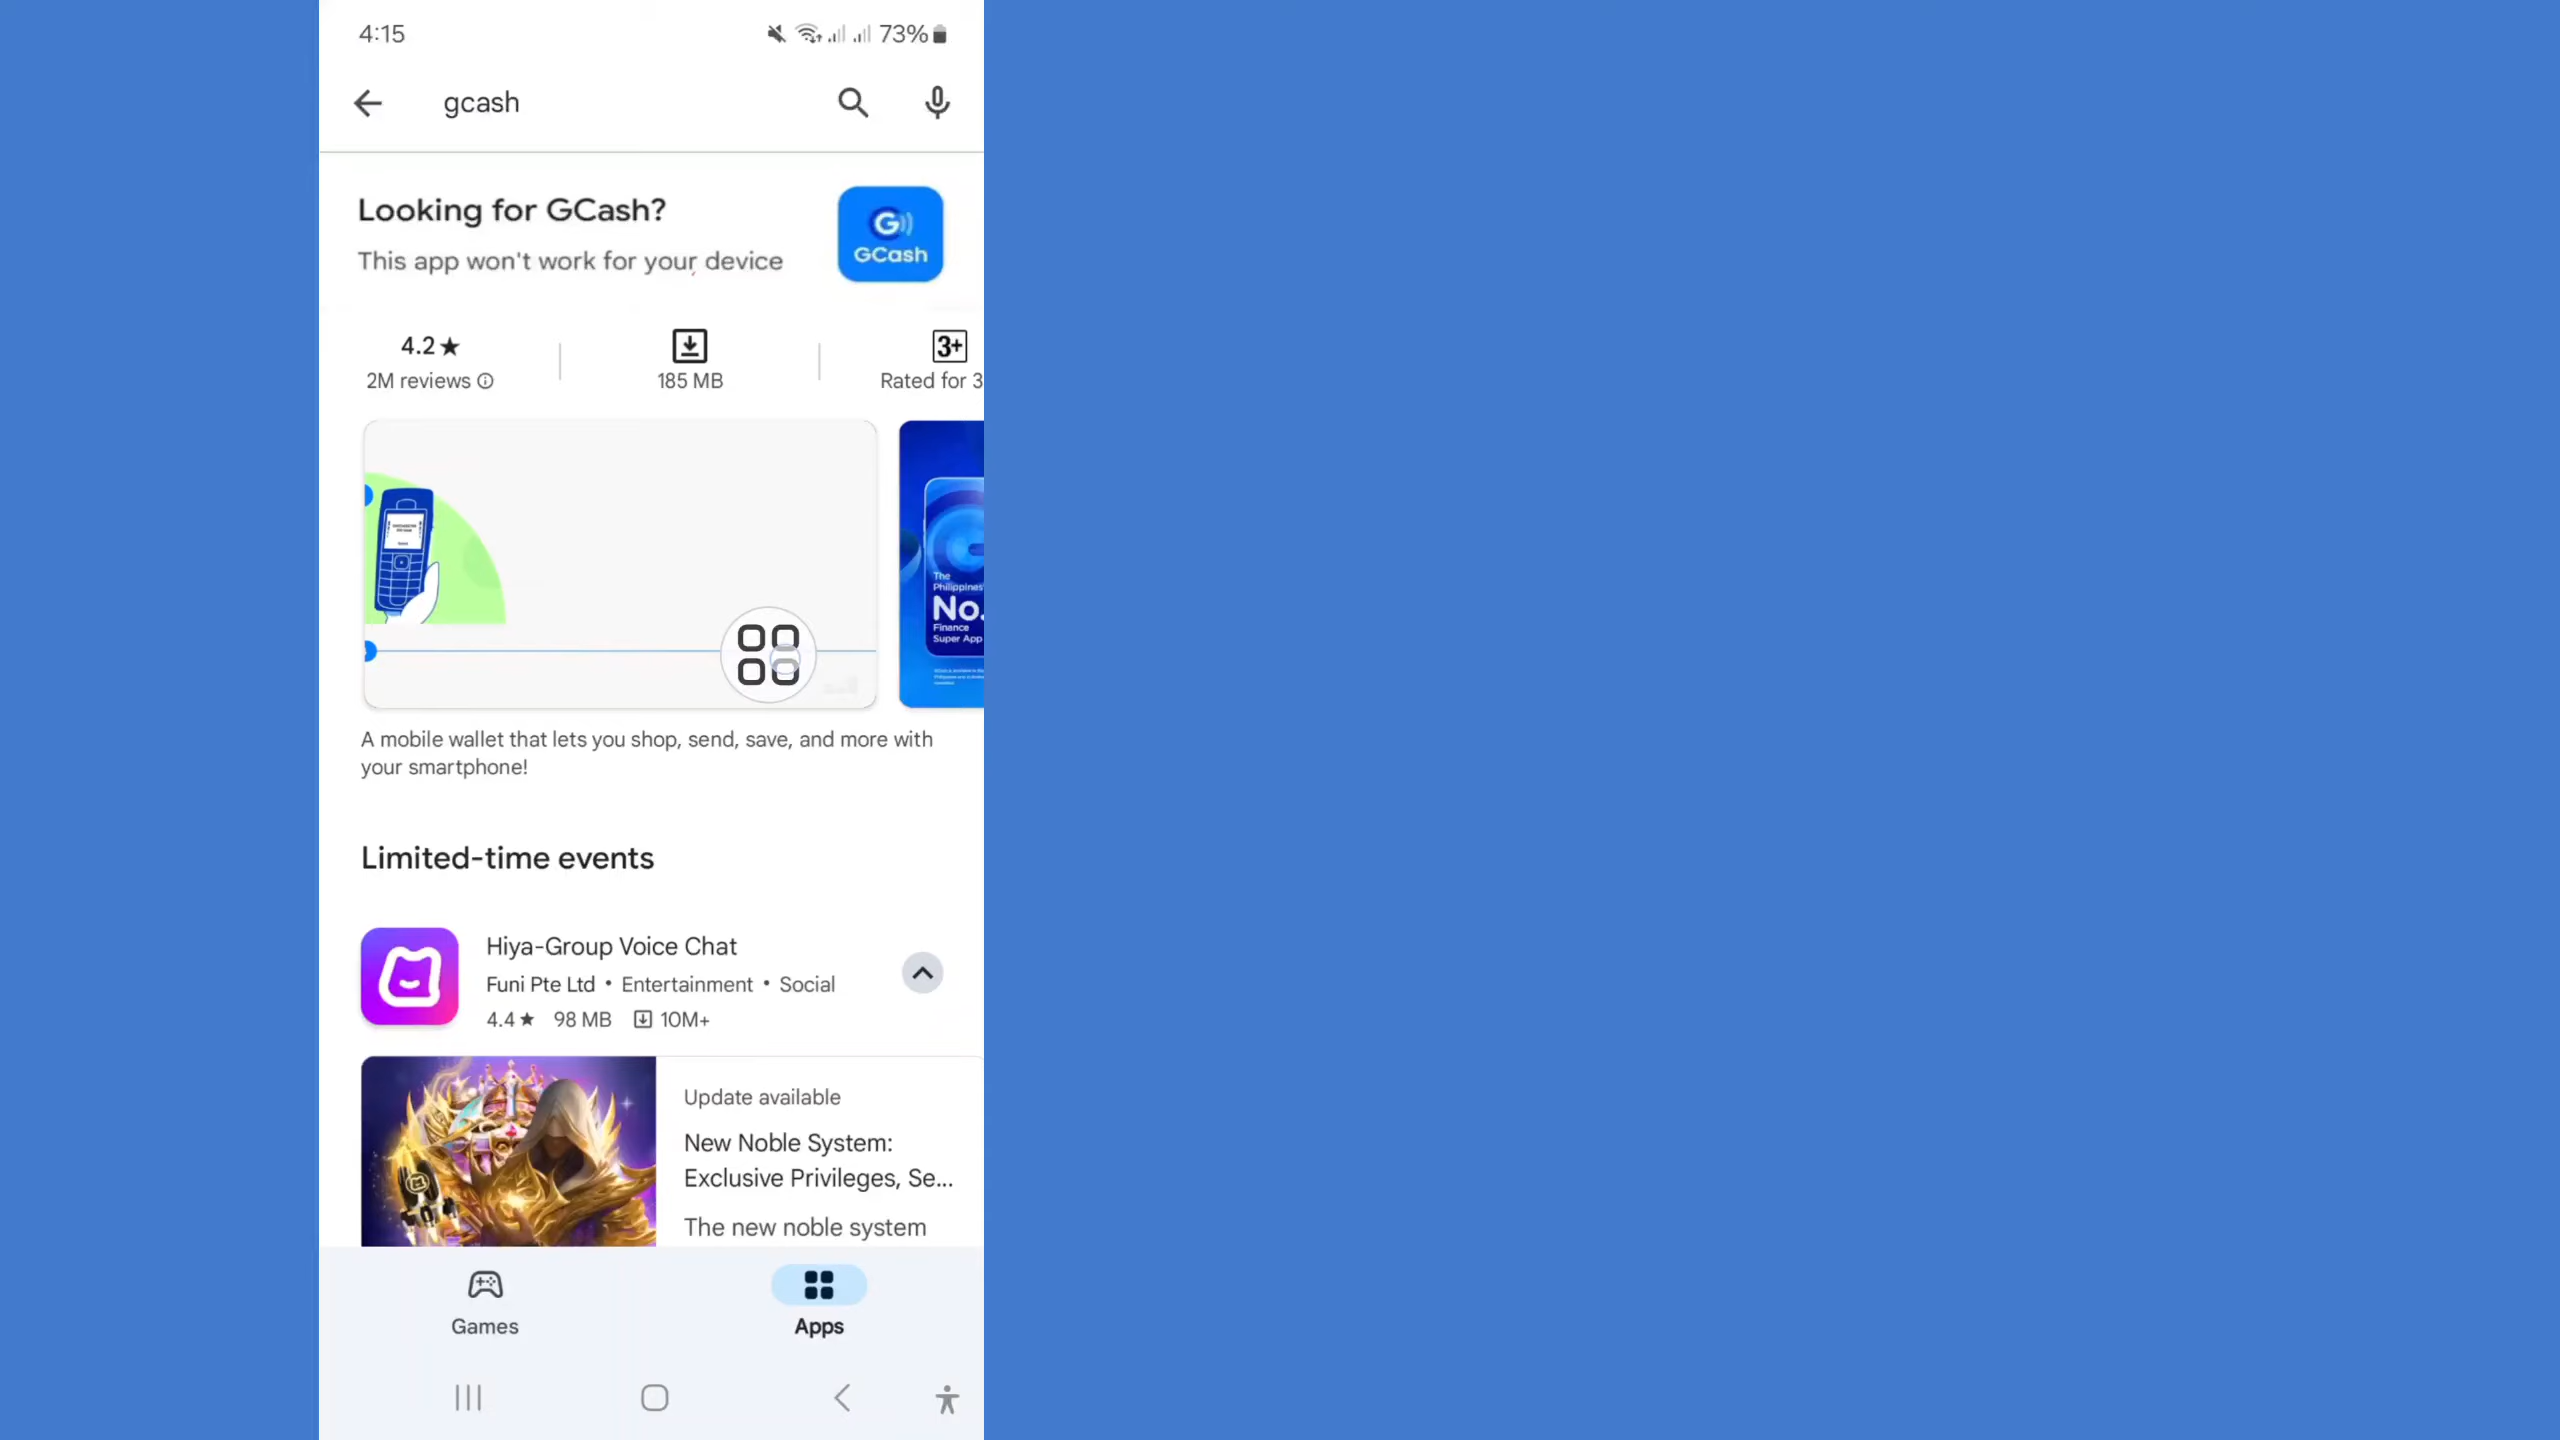 4:15
73%
gcash
Looking for GCash?
This app won't work for your device
G
GCash
4.2★
2M reviews
185 MB
3+
Rated for 3
The
Philippines'
No.
Finance
Super App
A mobile wallet that lets you shop, send, save, and more with
your smartphone!
Limited-time events
Hiya-Group Voice Chat
Funi Pte Ltd • Entertainment • Social
4.4★ 98 MB 10M+
Update available
New Noble System:
Exclusive Privileges, Se...
The new noble system
Games
Apps